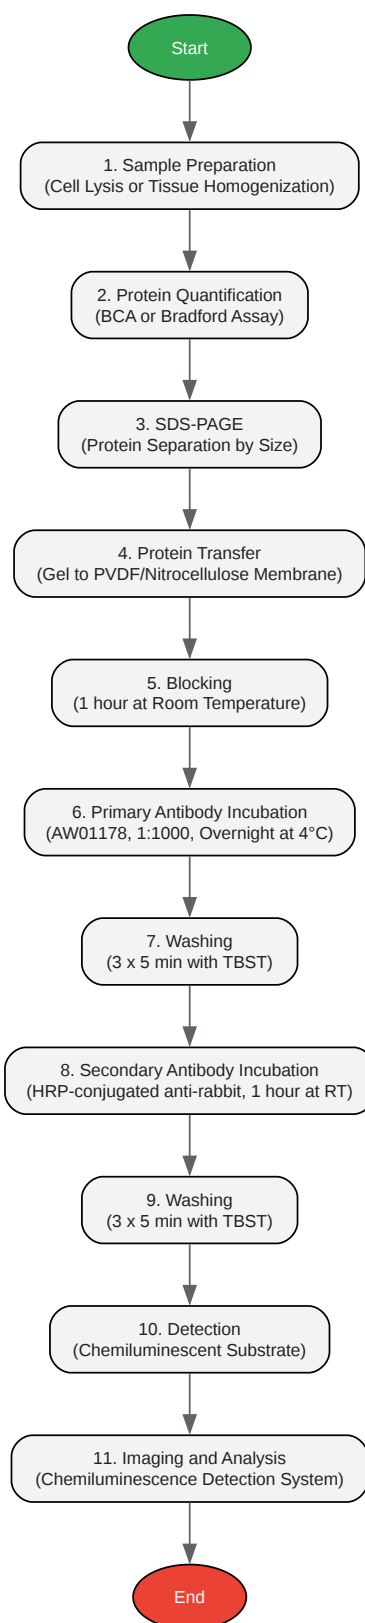 Start
1. Sample Preparation
(Cell Lysis or Tissue Homogenization)
2. Protein Quantification
(BCA or Bradford Assay)
3. SDS-PAGE
(Protein Separation by Size)
4. Protein Transfer
(Gel to PVDF/Nitrocellulose Membrane)
5. Blocking
(1 hour at Room Temperature)
6. Primary Antibody Incubation
(AW01178, 1:1000, Overnight at 4°C)
7. Washing
(3 x 5 min with TBST)
8. Secondary Antibody Incubation
(HRP-conjugated anti-rabbit, 1 hour at RT)
9. Washing
(3 x 5 min with TBST)
10. Detection
(Chemiluminescent Substrate)
11. Imaging and Analysis
(Chemiluminescence Detection System)
End